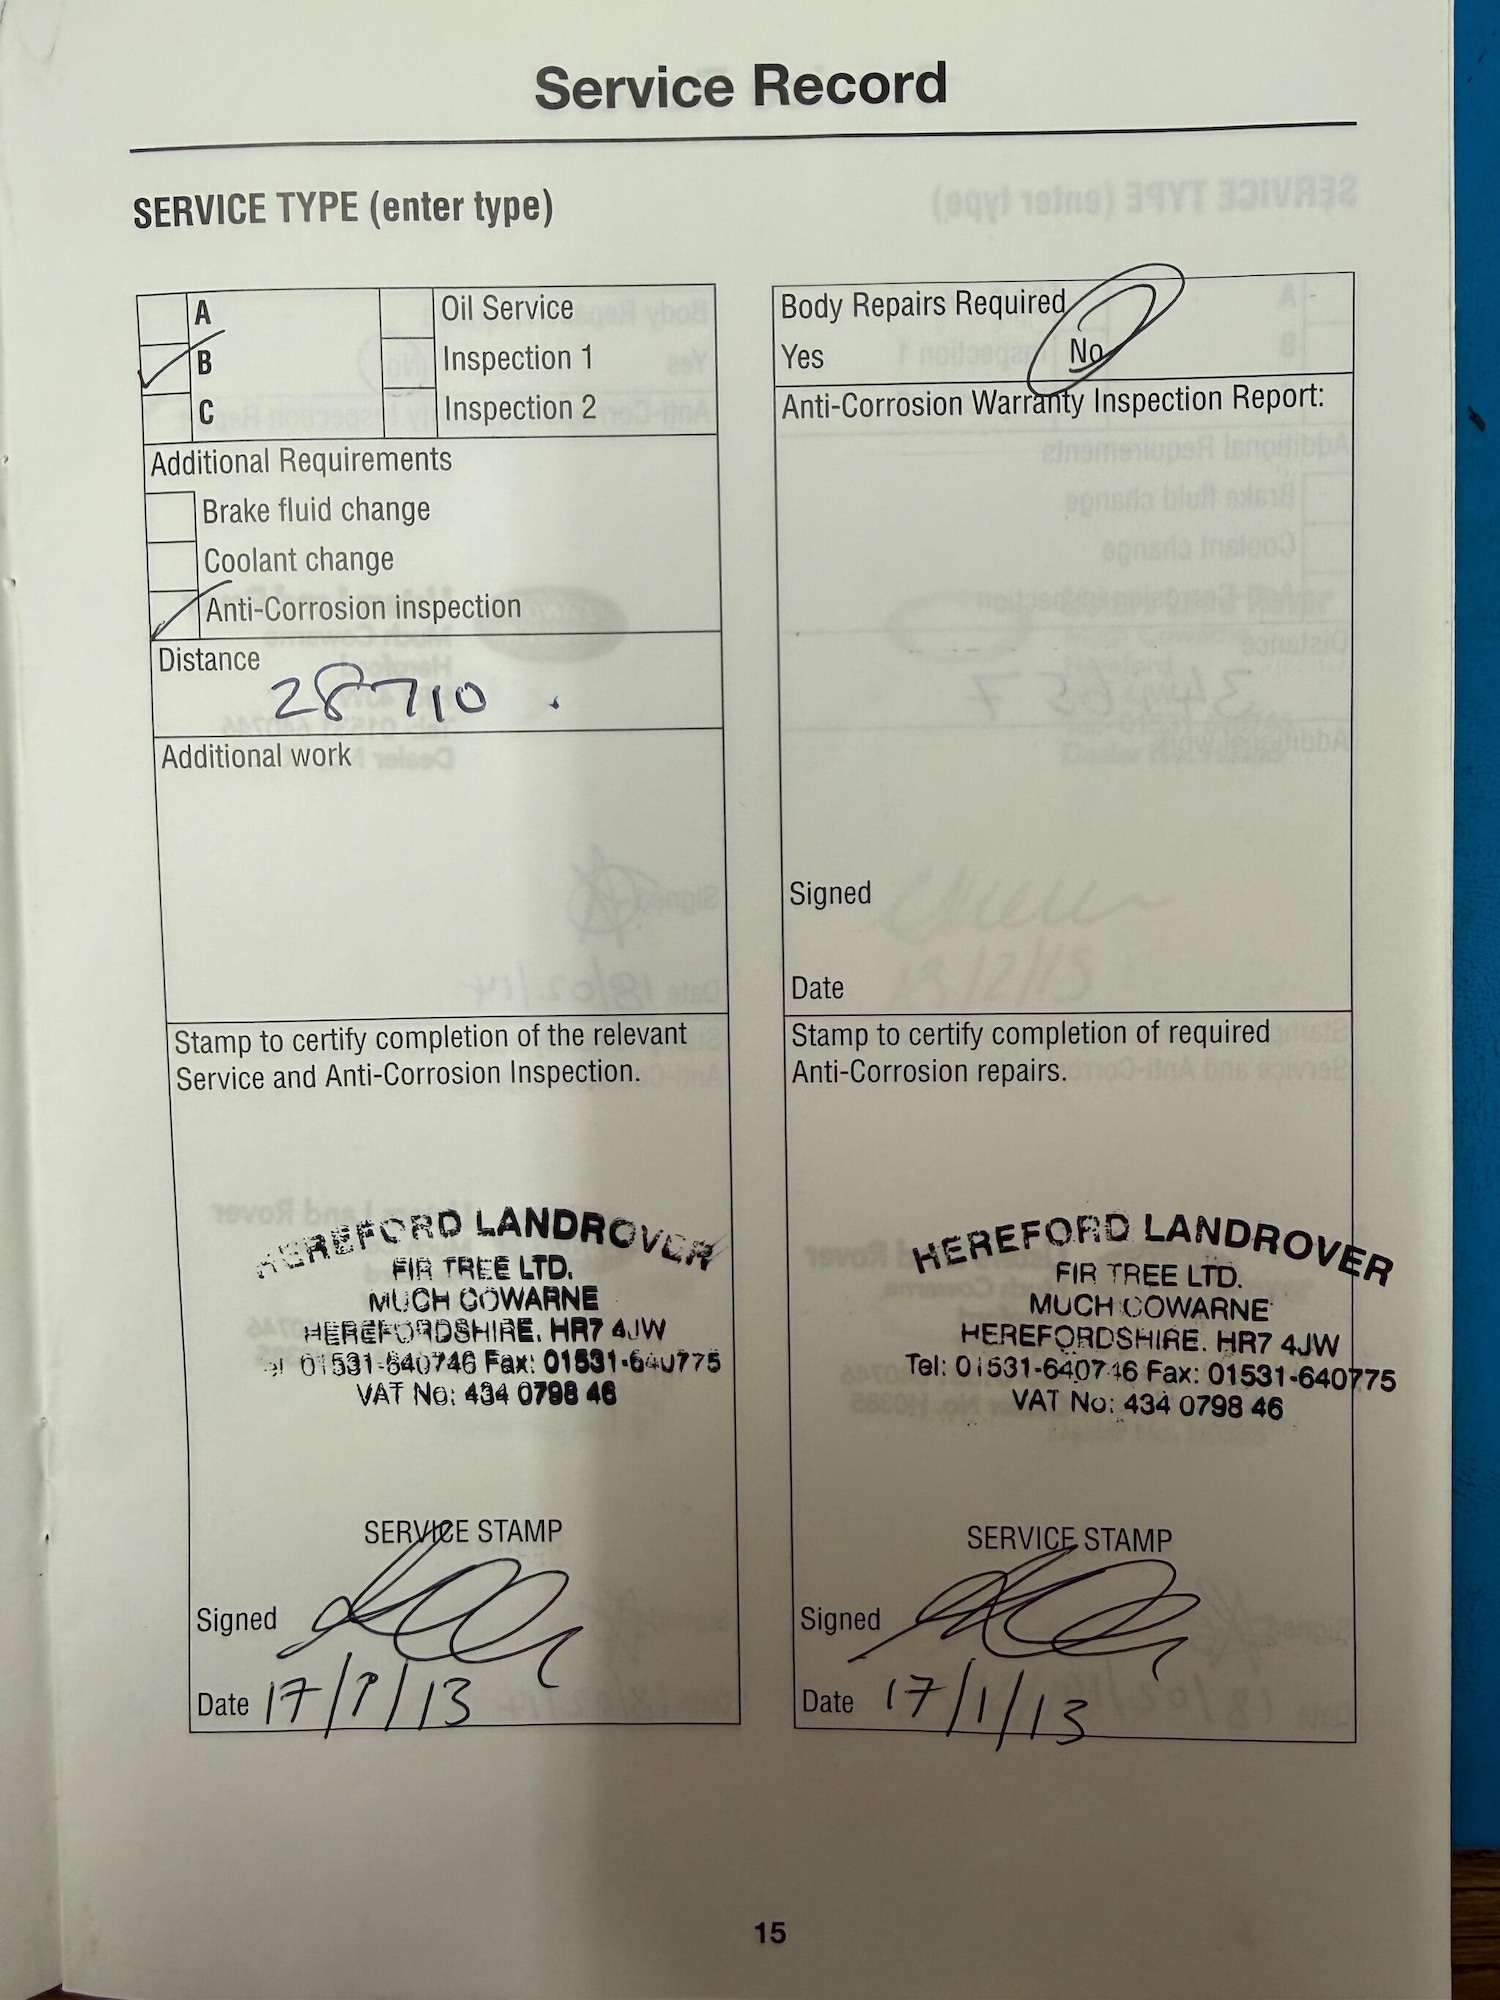 Service Record
SERVICE TYPE (enter type)
A
Oil Service
B
Inspection 1
C
Inspection 2
Additional Requirements
Brake fluid change
Coolant change
Anti-Corrosion inspection
Distance
28710
Additional work
Stamp to certify completion of the relevant
Service and Anti-Corrosion Inspection.
HEREFORD LANDROVER
FIR TREE LTD.
MUCH COWARNE
HEREFORDSHIRE. HR7 4JW
01531-640746 Fax: 01531-640775
VAT No: 434 0798 46
SERVICE STAMP
Signed
Date 17/1/13
Body Repairs Required
Yes No
Anti-Corrosion Warranty Inspection Report:
Signed
Date
Stamp to certify completion of required
Anti-Corrosion repairs.
HEREFORD LANDROVER
FIR TREE LTD.
MUCH COWARNE
HEREFORDSHIRE. HR7 4JW
Tel: 01531-640746 Fax: 01531-640775
VAT No: 434 0798 46
SERVICE STAMP
Signed
Date 17/1/13
15